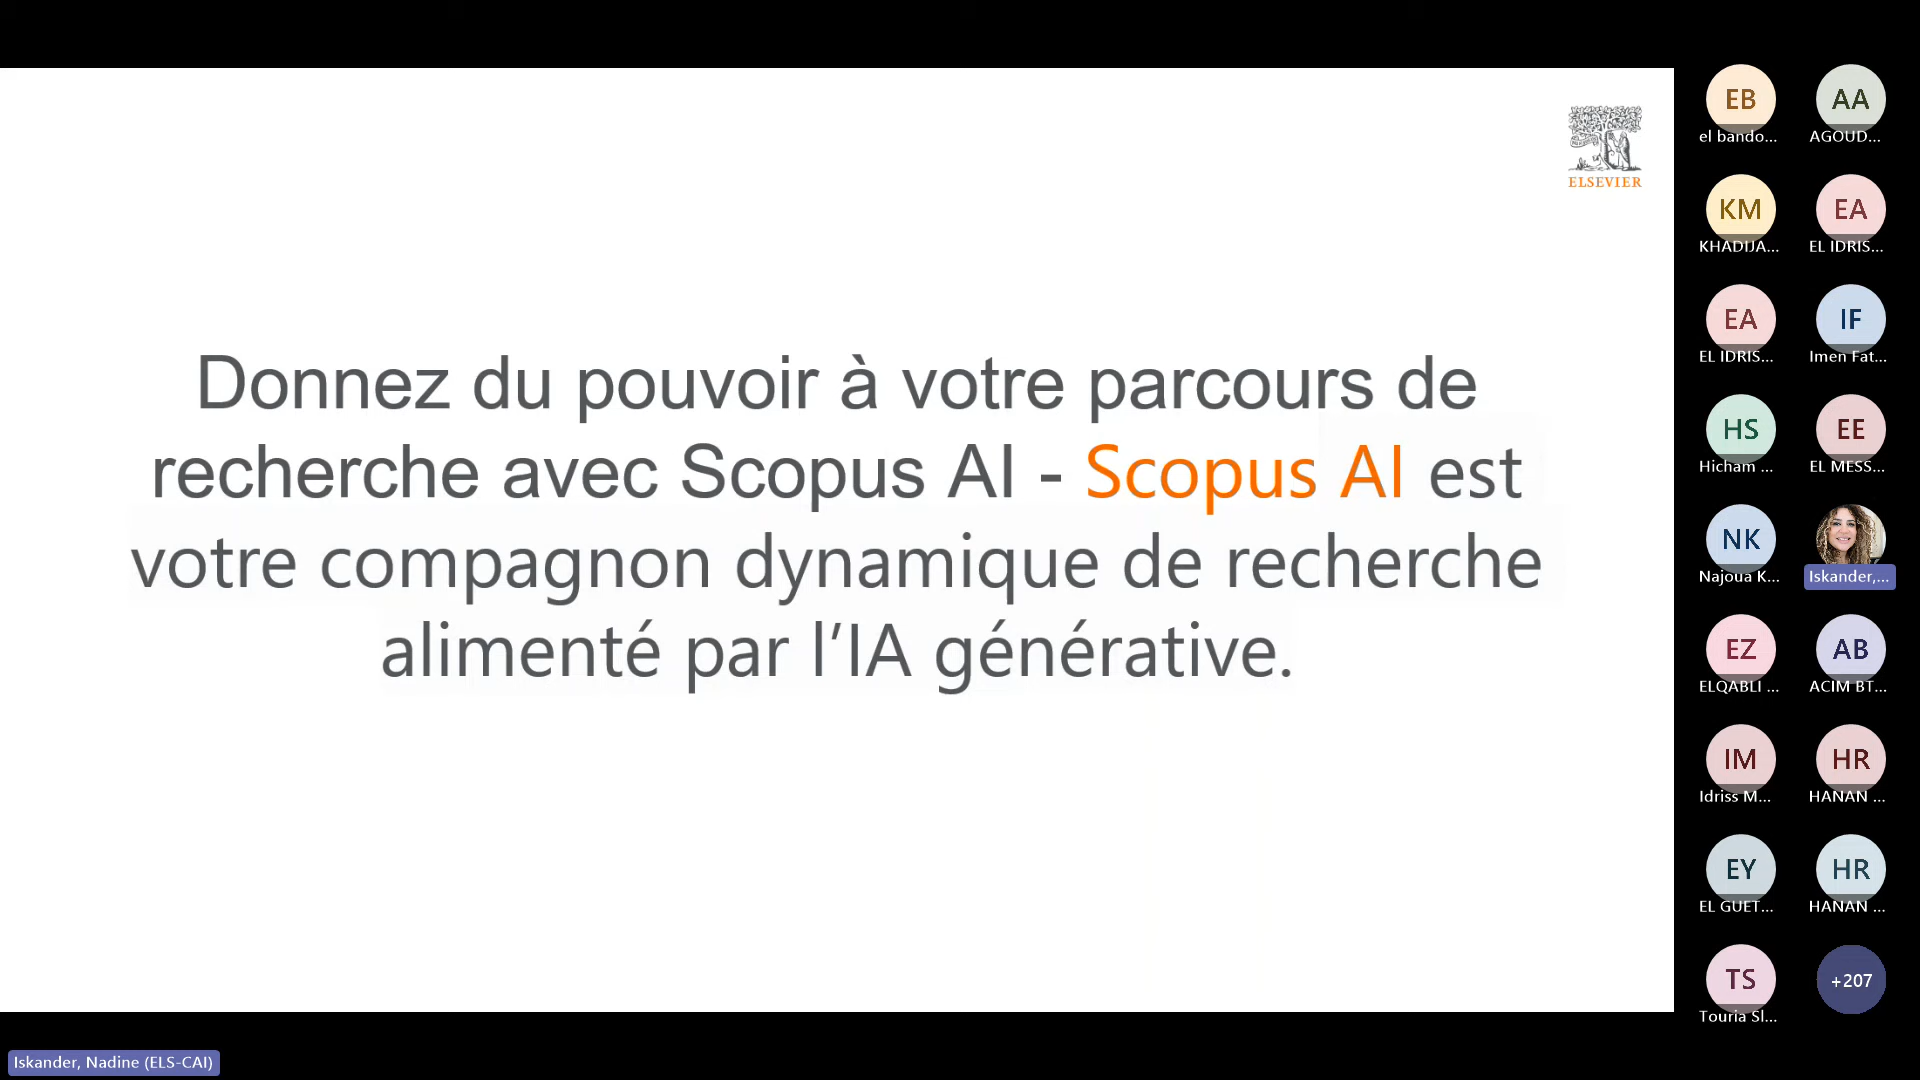 ELSEVIER
Donnez du pouvoir à votre parcours de
recherche avec Scopus AI - Scopus AI est
votre compagnon dynamique de recherche
alimenté par l’IA générative.
EB
el bando...
AA
AGOUD...
KM
KHADIJA...
EA
EL IDRIS...
EA
EL IDRIS...
IF
Imen Fat...
HS
Hicham ...
EE
EL MESS...
NK
Najoua K...
Iskander,...
EZ
ELQABLI ...
AB
ACIM BT...
IM
Idriss M...
HR
HANAN ...
EY
EL GUET...
HR
HANAN ...
TS
Touria Sl...
+207
Iskander, Nadine (ELS-CAI)